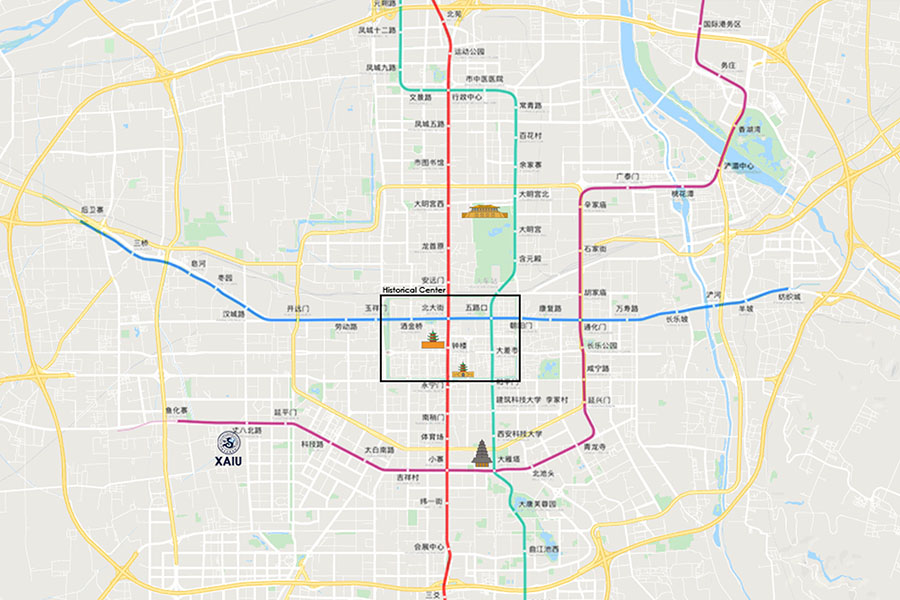 元朔路
北苑
国际港务区
凤城十二路
运动公园
务庄
凤城九路
市中医医院
文景路
行政中心
常青路
凤城五路
百花村
香湖湾
市图书馆
余家寨
浐灞中心
广泰门
大明宫西
大明宫北
桃花潭
辛家庙
后卫寨
大明宫
三桥
龙首原
石家街
皂河
含元殿
枣园
安远门
胡家庙
Historical Center
纺织城
汉城路
开远门
玉祥门
北大街
五路口
康复路
万寿路
浐河
半坡
劳动路
洒金桥
朝阳门
通化门
长乐坡
钟楼
大差市
长乐公园
咸宁路
永宁门
和平门
建筑科技大学
李家村
延兴门
鱼化寨
延平门
南稍门
丈八北路
体育场
西安科技大学
科技路
青龙寺
XAIU
太白南路
小寨
大雁塔
吉祥村
北池头
纬一街
大唐芙蓉园
会展中心
曲江池西
三爻